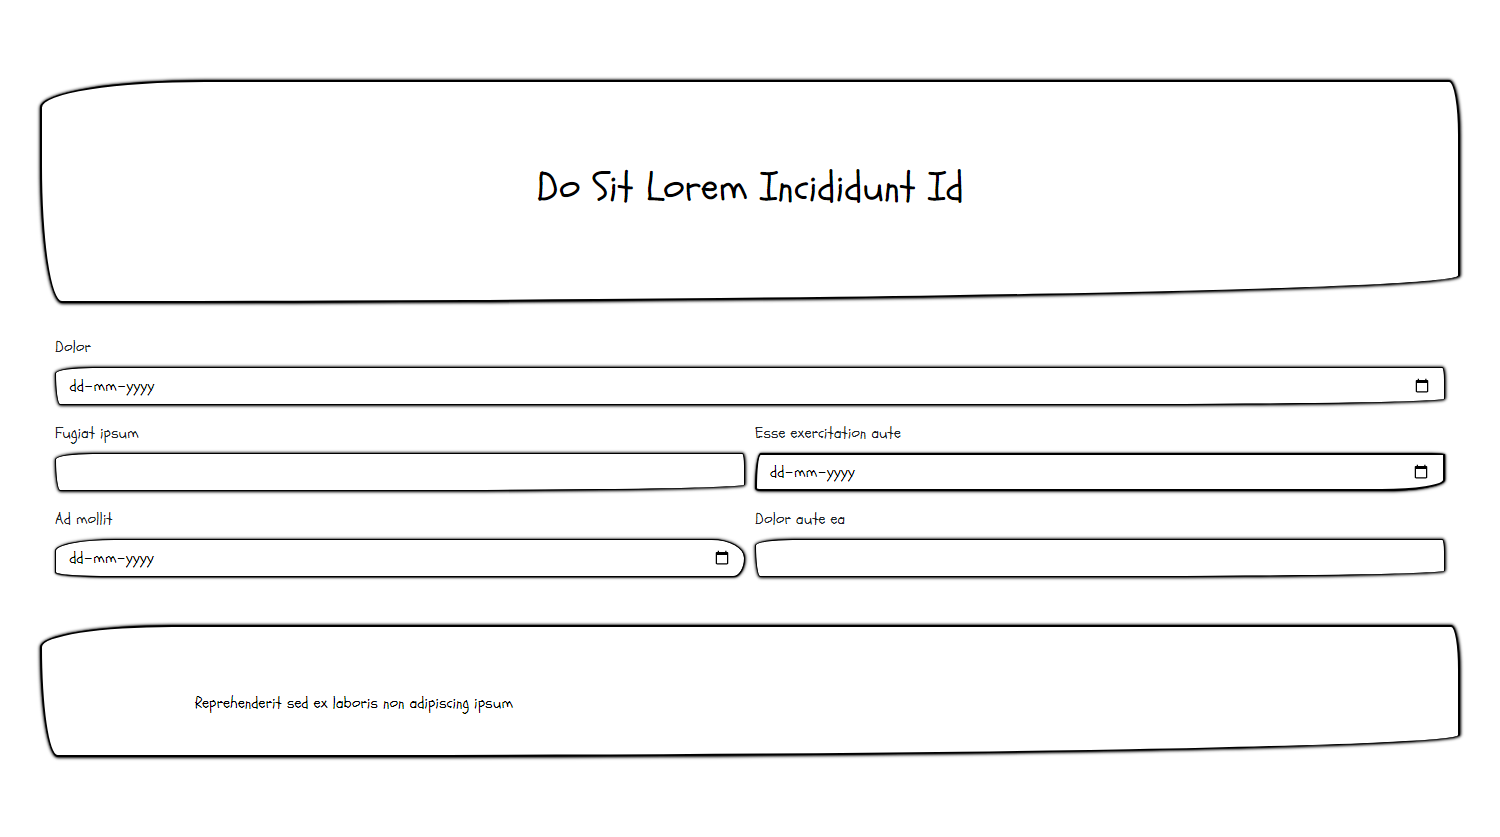 Do Sit Lorem Incididunt Id
Dolor
dd-mm-yyyy
Fugiat ipsum
Esse exercitation aute
dd-mm-yyyy
Ad mollit
dd-mm-yyyy
Dolor aute ea
Reprehenderit sed ex laboris non adipiscing ipsum